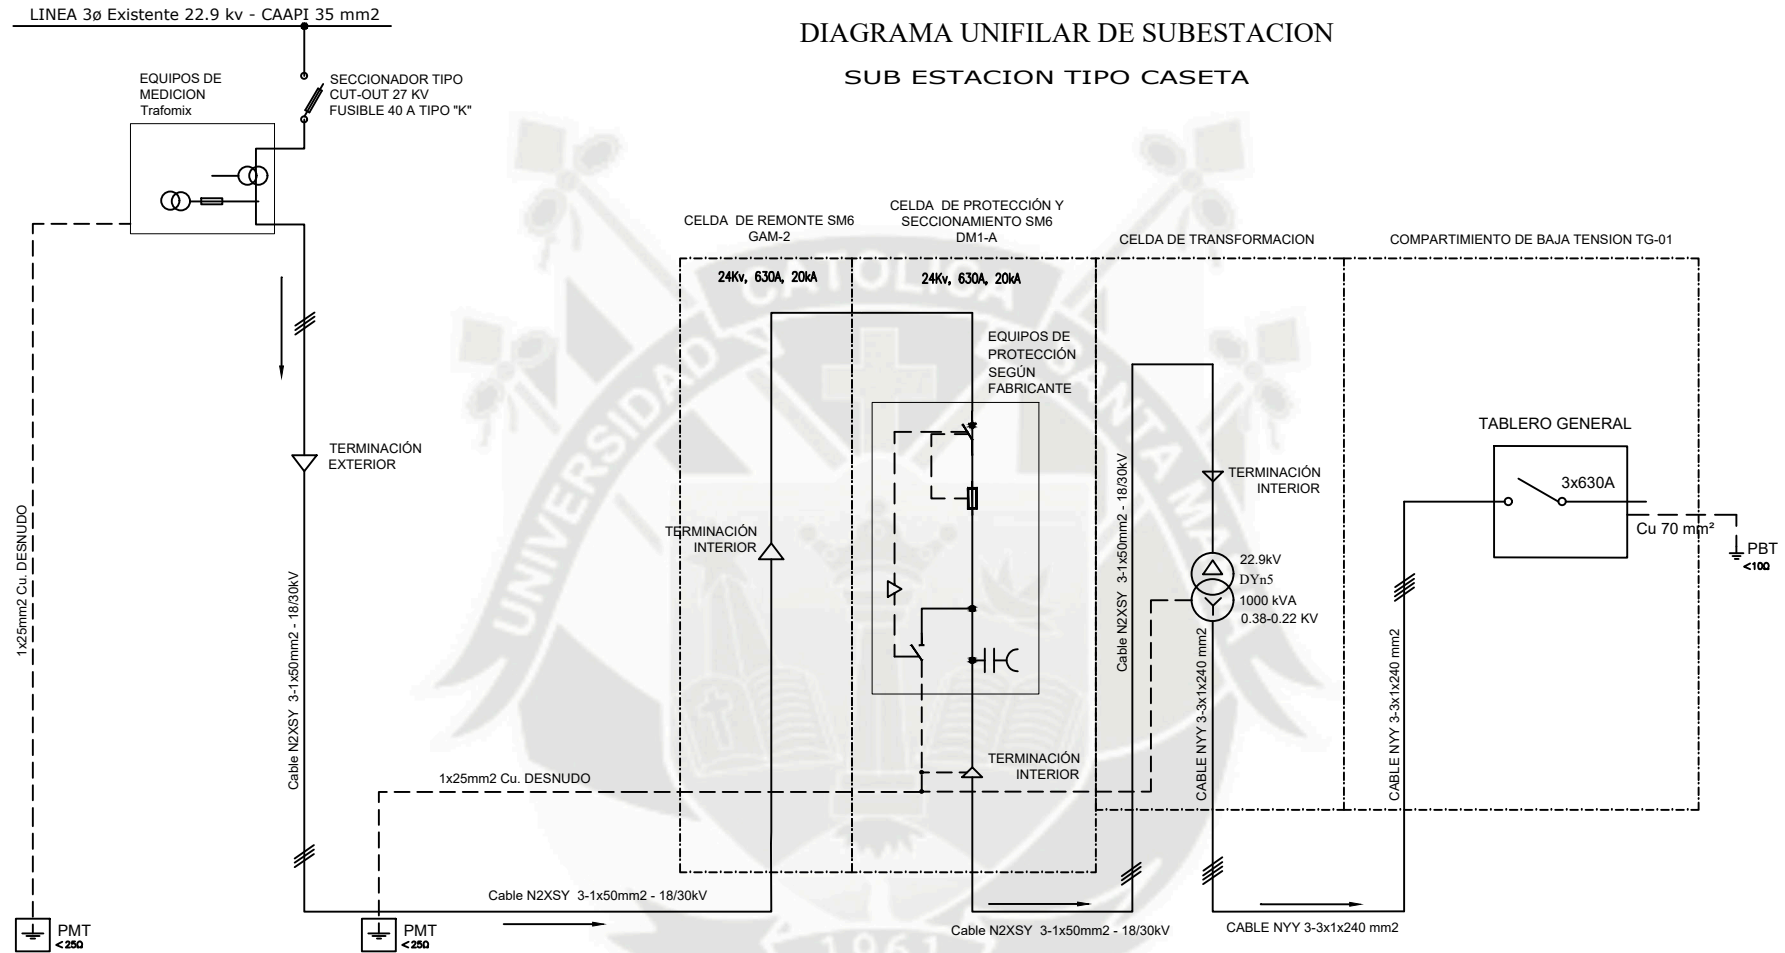 LINEA 3ø Existente 22.9 kv - CAAPI 35 mm2
DIAGRAMA UNIFILAR DE SUBESTACION
SUB ESTACION TIPO CASETA
EQUIPOS DE
MEDICION
Trafomix
SECCIONADOR TIPO
CUT-OUT 27 KV
FUSIBLE 40 A TIPO "K"
CELDA DE REMONTE SM6
GAM-2
CELDA DE PROTECCIÓN Y
SECCIONAMIENTO SM6
DM1-A
CELDA DE TRANSFORMACION
COMPARTIMIENTO DE BAJA TENSION TG-01
24Kv, 630A, 20kA
24Kv, 630A, 20kA
EQUIPOS DE
PROTECCIÓN
SEGÚN
FABRICANTE
TERMINACIÓN
EXTERIOR
TERMINACIÓN
INTERIOR
TERMINACIÓN
INTERIOR
TERMINACIÓN
INTERIOR
TABLERO GENERAL
3x630A
Cu 70 mm²
PBT
<10Ω
22.9kV
DYn5
1000 kVA
0.38-0.22 KV
1x25mm2 Cu. DESNUDO
Cable N2XSY 3-1x50mm2 - 18/30kV
Cable N2XSY 3-1x50mm2 - 18/30kV
CABLE NYY 3-3x1x240 mm2
CABLE NYY 3-3x1x240 mm2
1x25mm2 Cu. DESNUDO
Cable N2XSY 3-1x50mm2 - 18/30kV
Cable N2XSY 3-1x50mm2 - 18/30kV
CABLE NYY 3-3x1x240 mm2
PMT
<25Ω
PMT
<25Ω
UNIVERSIDAD CATOLICA SANTA MA
1961